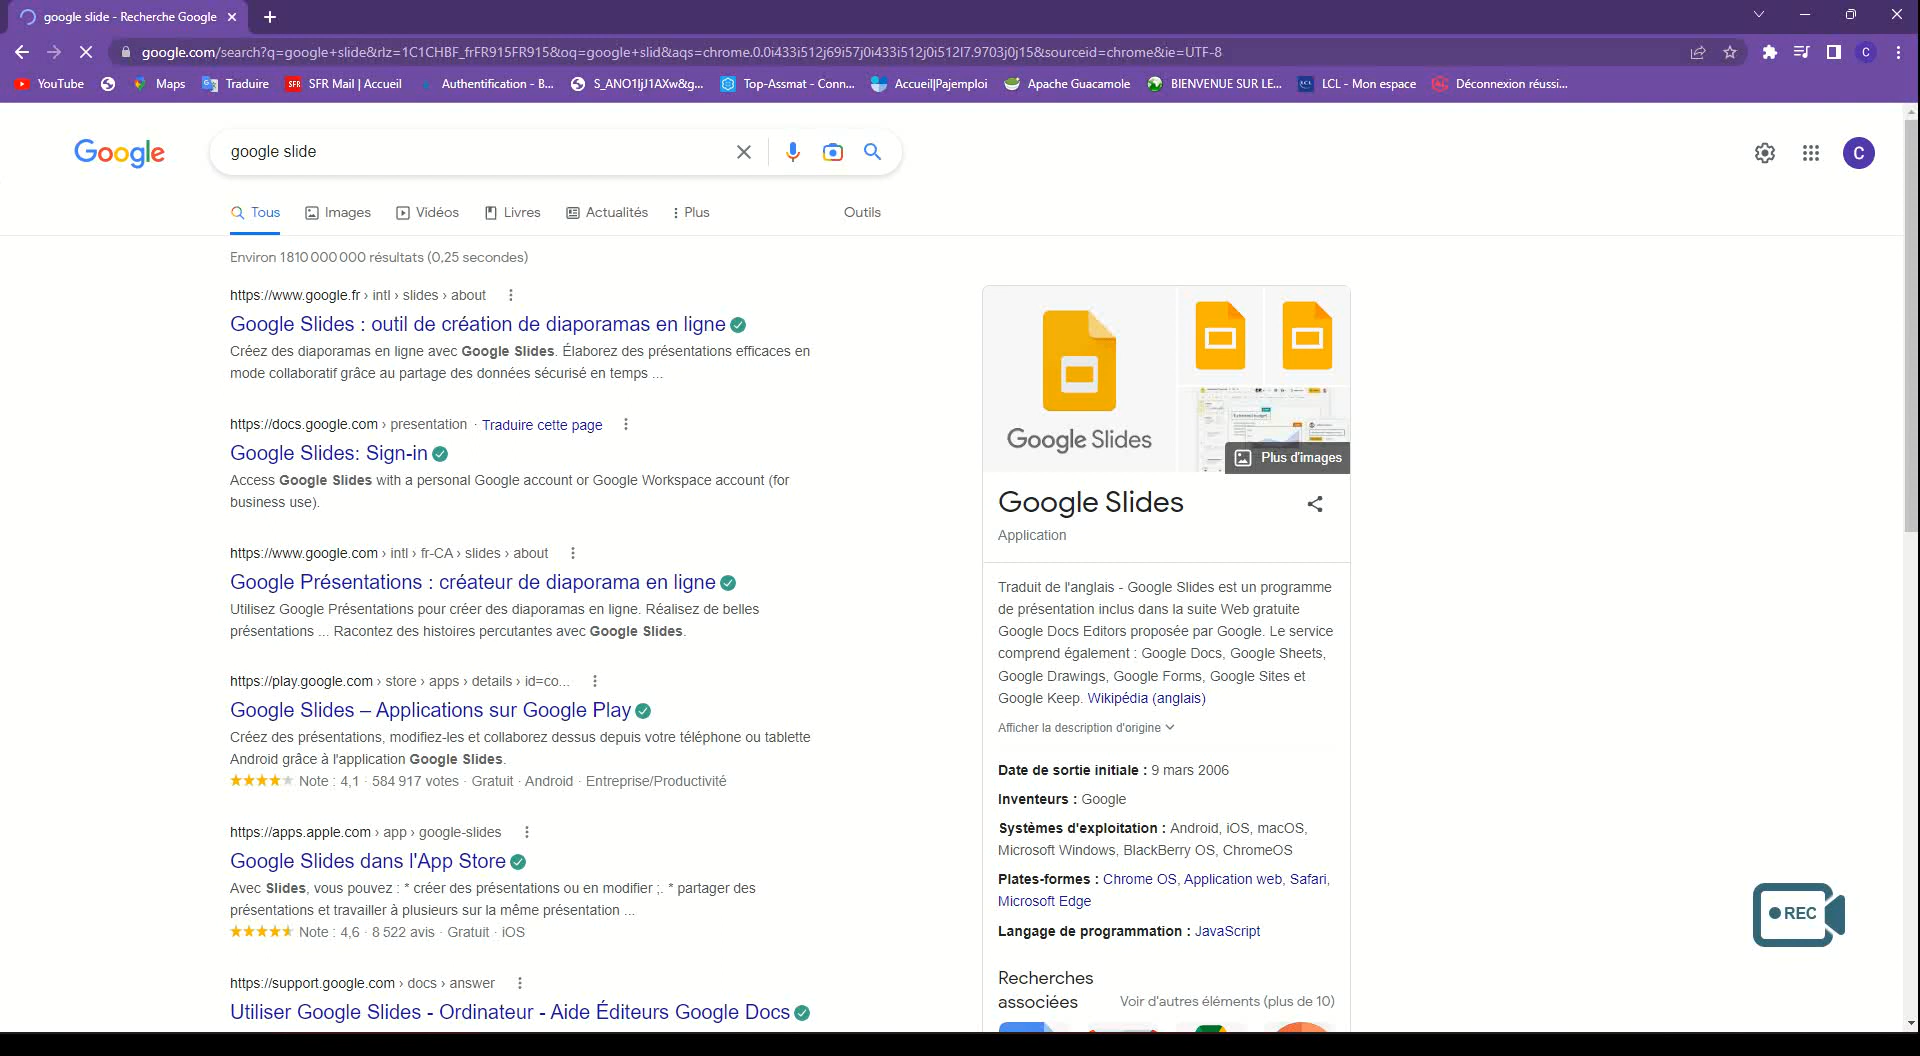 google slide - Recherche Google
google.com/search?q=google+slide&rlz=1C1CHBF_frFR915FR915&oq=google+slid&aqs=chrome.0.0i433i512j69i57j0i433i512j0i512l7.9703j0j15&sourceid=chrome&ie=UTF-8
YouTube Maps Traduire SFR Mail | Accueil Authentification - B... S_ANO1IjJ1AXw&g... Top-Assmat - Conn... Accueil|Pajemploi Apache Guacamole BIENVENUE SUR LE... LCL - Mon espace Déconnexion réussi...
Google
google slide
C
Tous Images Vidéos Livres Actualités Plus Outils
Environ 1 810 000 000 résultats (0,25 secondes)
https://www.google.fr › intl › slides › about
Google Slides : outil de création de diaporamas en ligne
Créez des diaporamas en ligne avec Google Slides. Élaborez des présentations efficaces en
mode collaboratif grâce au partage des données sécurisé en temps ...
https://docs.google.com › presentation · Traduire cette page
Google Slides: Sign-in
Access Google Slides with a personal Google account or Google Workspace account (for
business use).
https://www.google.com › intl › fr-CA › slides › about
Google Présentations : créateur de diaporama en ligne
Utilisez Google Présentations pour créer des diaporamas en ligne. Réalisez de belles
présentations ... Racontez des histoires percutantes avec Google Slides.
https://play.google.com › store › apps › details › id=co...
Google Slides – Applications sur Google Play
Créez des présentations, modifiez-les et collaborez dessus depuis votre téléphone ou tablette
Android grâce à l'application Google Slides.
Note : 4,1 · 584 917 votes · Gratuit · Android · Entreprise/Productivité
https://apps.apple.com › app › google-slides
Google Slides dans l'App Store
Avec Slides, vous pouvez : * créer des présentations ou en modifier ;. * partager des
présentations et travailler à plusieurs sur la même présentation ...
Note : 4,6 · 8 522 avis · Gratuit · iOS
https://support.google.com › docs › answer
Utiliser Google Slides - Ordinateur - Aide Éditeurs Google Docs
Google Slides
Plus d'images
Google Slides
Application
Traduit de l'anglais - Google Slides est un programme
de présentation inclus dans la suite Web gratuite
Google Docs Editors proposée par Google. Le service
comprend également : Google Docs, Google Sheets,
Google Drawings, Google Forms, Google Sites et
Google Keep. Wikipédia (anglais)
Afficher la description d'origine
Date de sortie initiale : 9 mars 2006
Inventeurs : Google
Systèmes d'exploitation : Android, iOS, macOS,
Microsoft Windows, BlackBerry OS, ChromeOS
Plates-formes : Chrome OS, Application web, Safari,
Microsoft Edge
Langage de programmation : JavaScript
Recherches
associées
Voir d'autres éléments (plus de 10)
REC